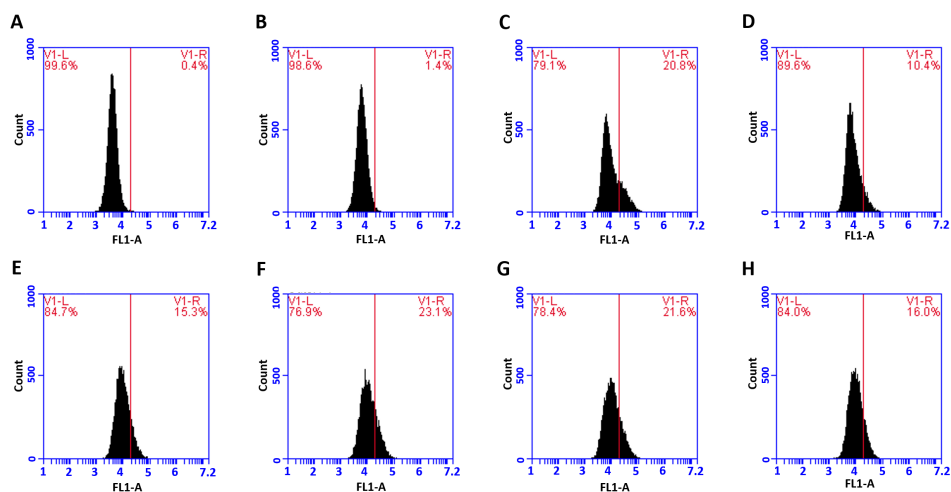 A
B
C
D
1000
V1-L V1-R
99.6% 0.4%
Count
500
0
1 2 3 4 5 6 7.2
FL1-A
1000
V1-L V1-R
98.6% 1.4%
Count
500
0
1 2 3 4 5 6 7.2
FL1-A
1000
V1-L V1-R
79.1% 20.8%
Count
500
0
1 2 3 4 5 6 7.2
FL1-A
1000
V1-L V1-R
89.6% 10.4%
Count
500
0
1 2 3 4 5 6 7.2
FL1-A
E
F
G
H
1000
V1-L V1-R
84.7% 15.3%
Count
500
0
1 2 3 4 5 6 7.2
FL1-A
1000
V1-L V1-R
76.9% 23.1%
Count
500
0
1 2 3 4 5 6 7.2
FL1-A
1000
V1-L V1-R
78.4% 21.6%
Count
500
0
1 2 3 4 5 6 7.2
FL1-A
1000
V1-L V1-R
84.0% 16.0%
Count
500
0
1 2 3 4 5 6 7.2
FL1-A